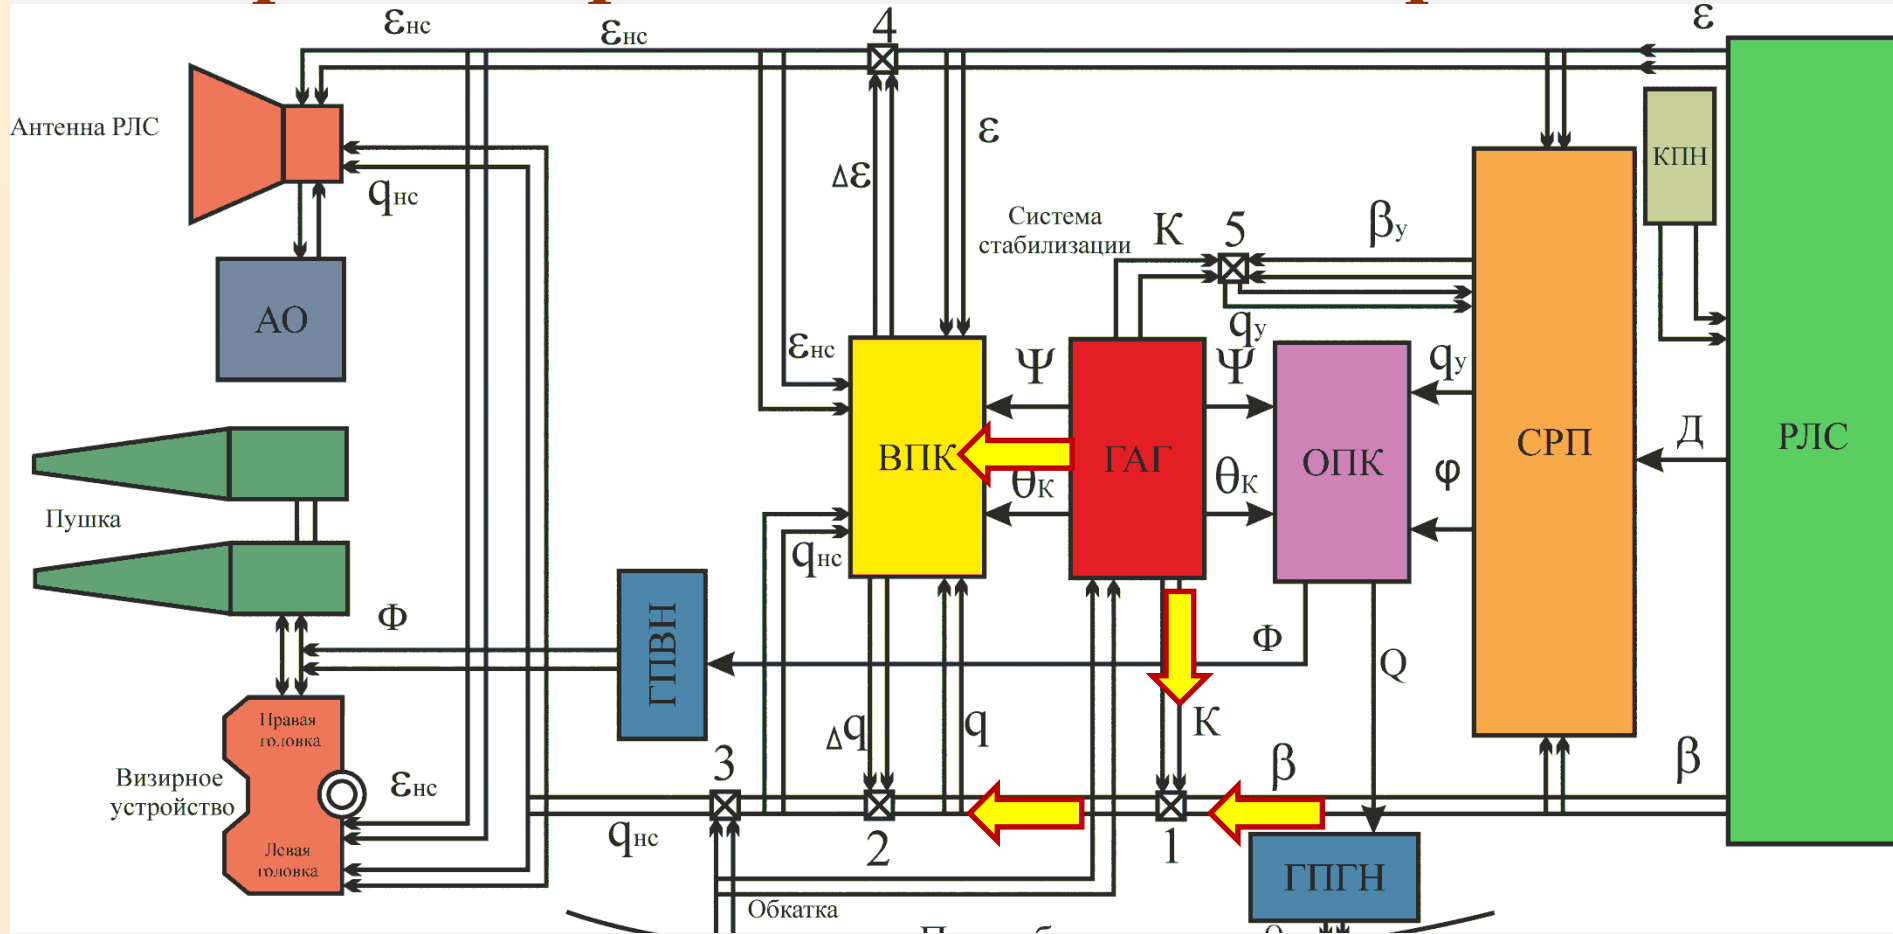 εнс
εнс
4
ε
Антенна РЛС
КПН
ε
Δε
qнс
Система
стабилизации
К
5
βу
qу
АО
εнс
Ψ
Ψ
qу
ВПК
ГАГ
ОПК
СРП
Д
РЛС
θК
θК
φ
Пушка
qнс
ГПВН
Φ
Φ
Q
Правая
головка
Δq
q
К
β
β
3
Визирное
устройство
εнс
qнс
2
1
Левая
головка
ГПГН
Обкатка